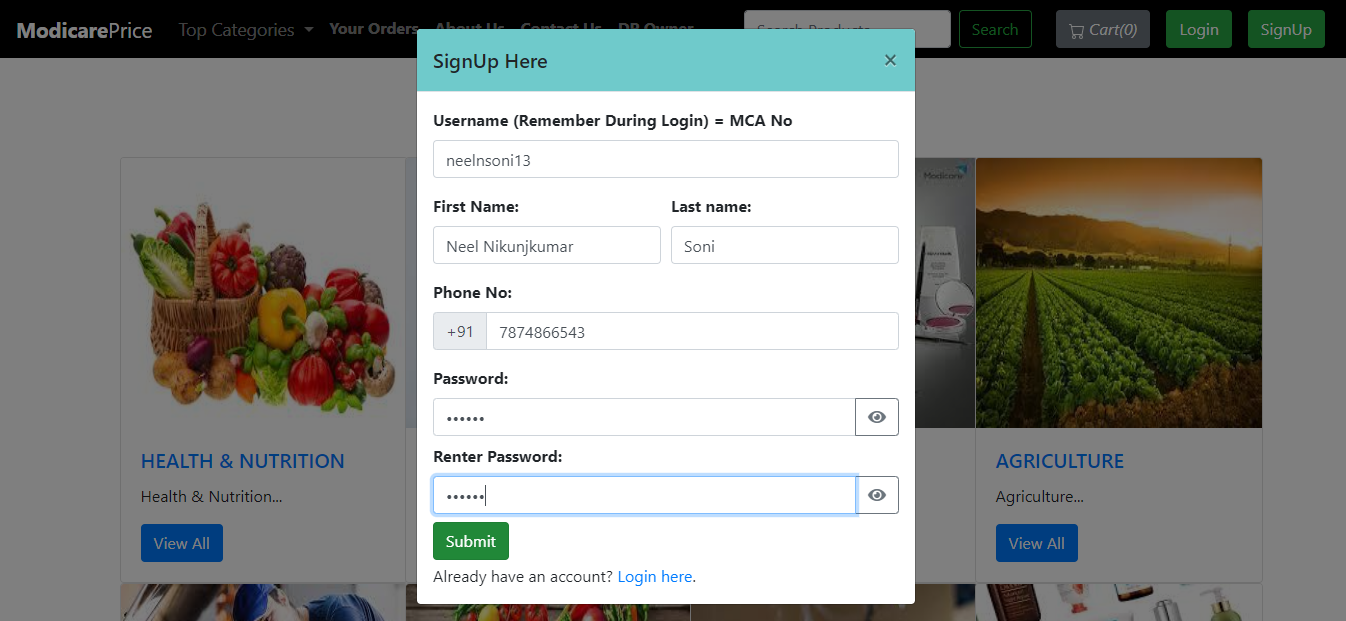 ModicarePrice Top Categories Your Orders About Us Contact Us DP Owner Search Products Search Cart(0) Login SignUp
SignUp Here ×
Username (Remember During Login) = MCA No
neelnsoni13
First Name: Last name:
Neel Nikunjkumar Soni
Phone No:
+91 7874866543
Password:
••••••
Renter Password:
••••••
Submit
Already have an account? Login here.
Modicare
HEALTH & NUTRITION AGRICULTURE
Health & Nutrition... Agriculture...
View All View All